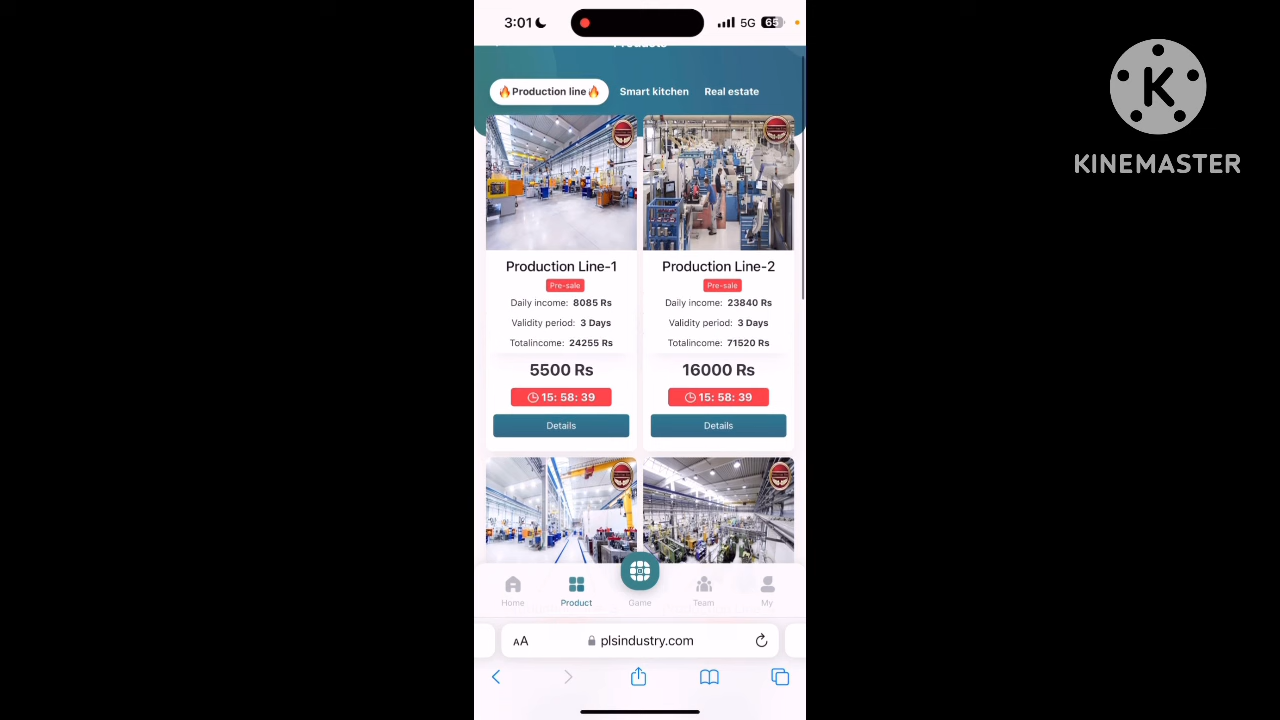 3:01
5G
65
Products
🔥Production line🔥 Smart kitchen Real estate
Production Line-1
Pre-sale
Daily income: 8085 Rs
Validity period: 3 Days
Totalincome: 24255 Rs
5500 Rs
15: 58: 39
Details
Production Line-2
Pre-sale
Daily income: 23840 Rs
Validity period: 3 Days
Totalincome: 71520 Rs
16000 Rs
15: 58: 39
Details
Home Product Game Team My
AA plsindustry.com
K
KINEMASTER